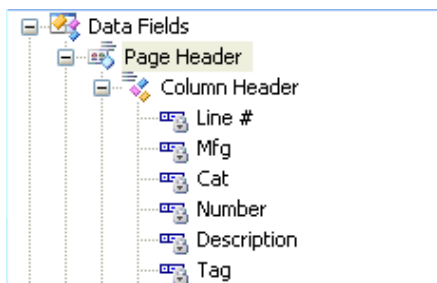 Data Fields
Page Header
Column Header
Line #
Mfg
Cat
Number
Description
Tag